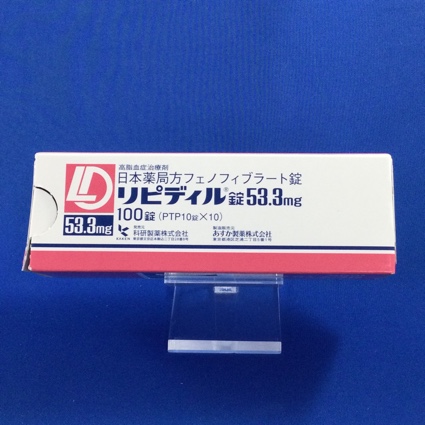 高脂血症治療剤
日本薬局方フェノフィブラート錠
リピディル®錠53.3mg
100錠(PTP10錠×10)
53.3mg
発売元
科研製薬株式会社
KAKEN
製造販売元
あすか製薬株式会社